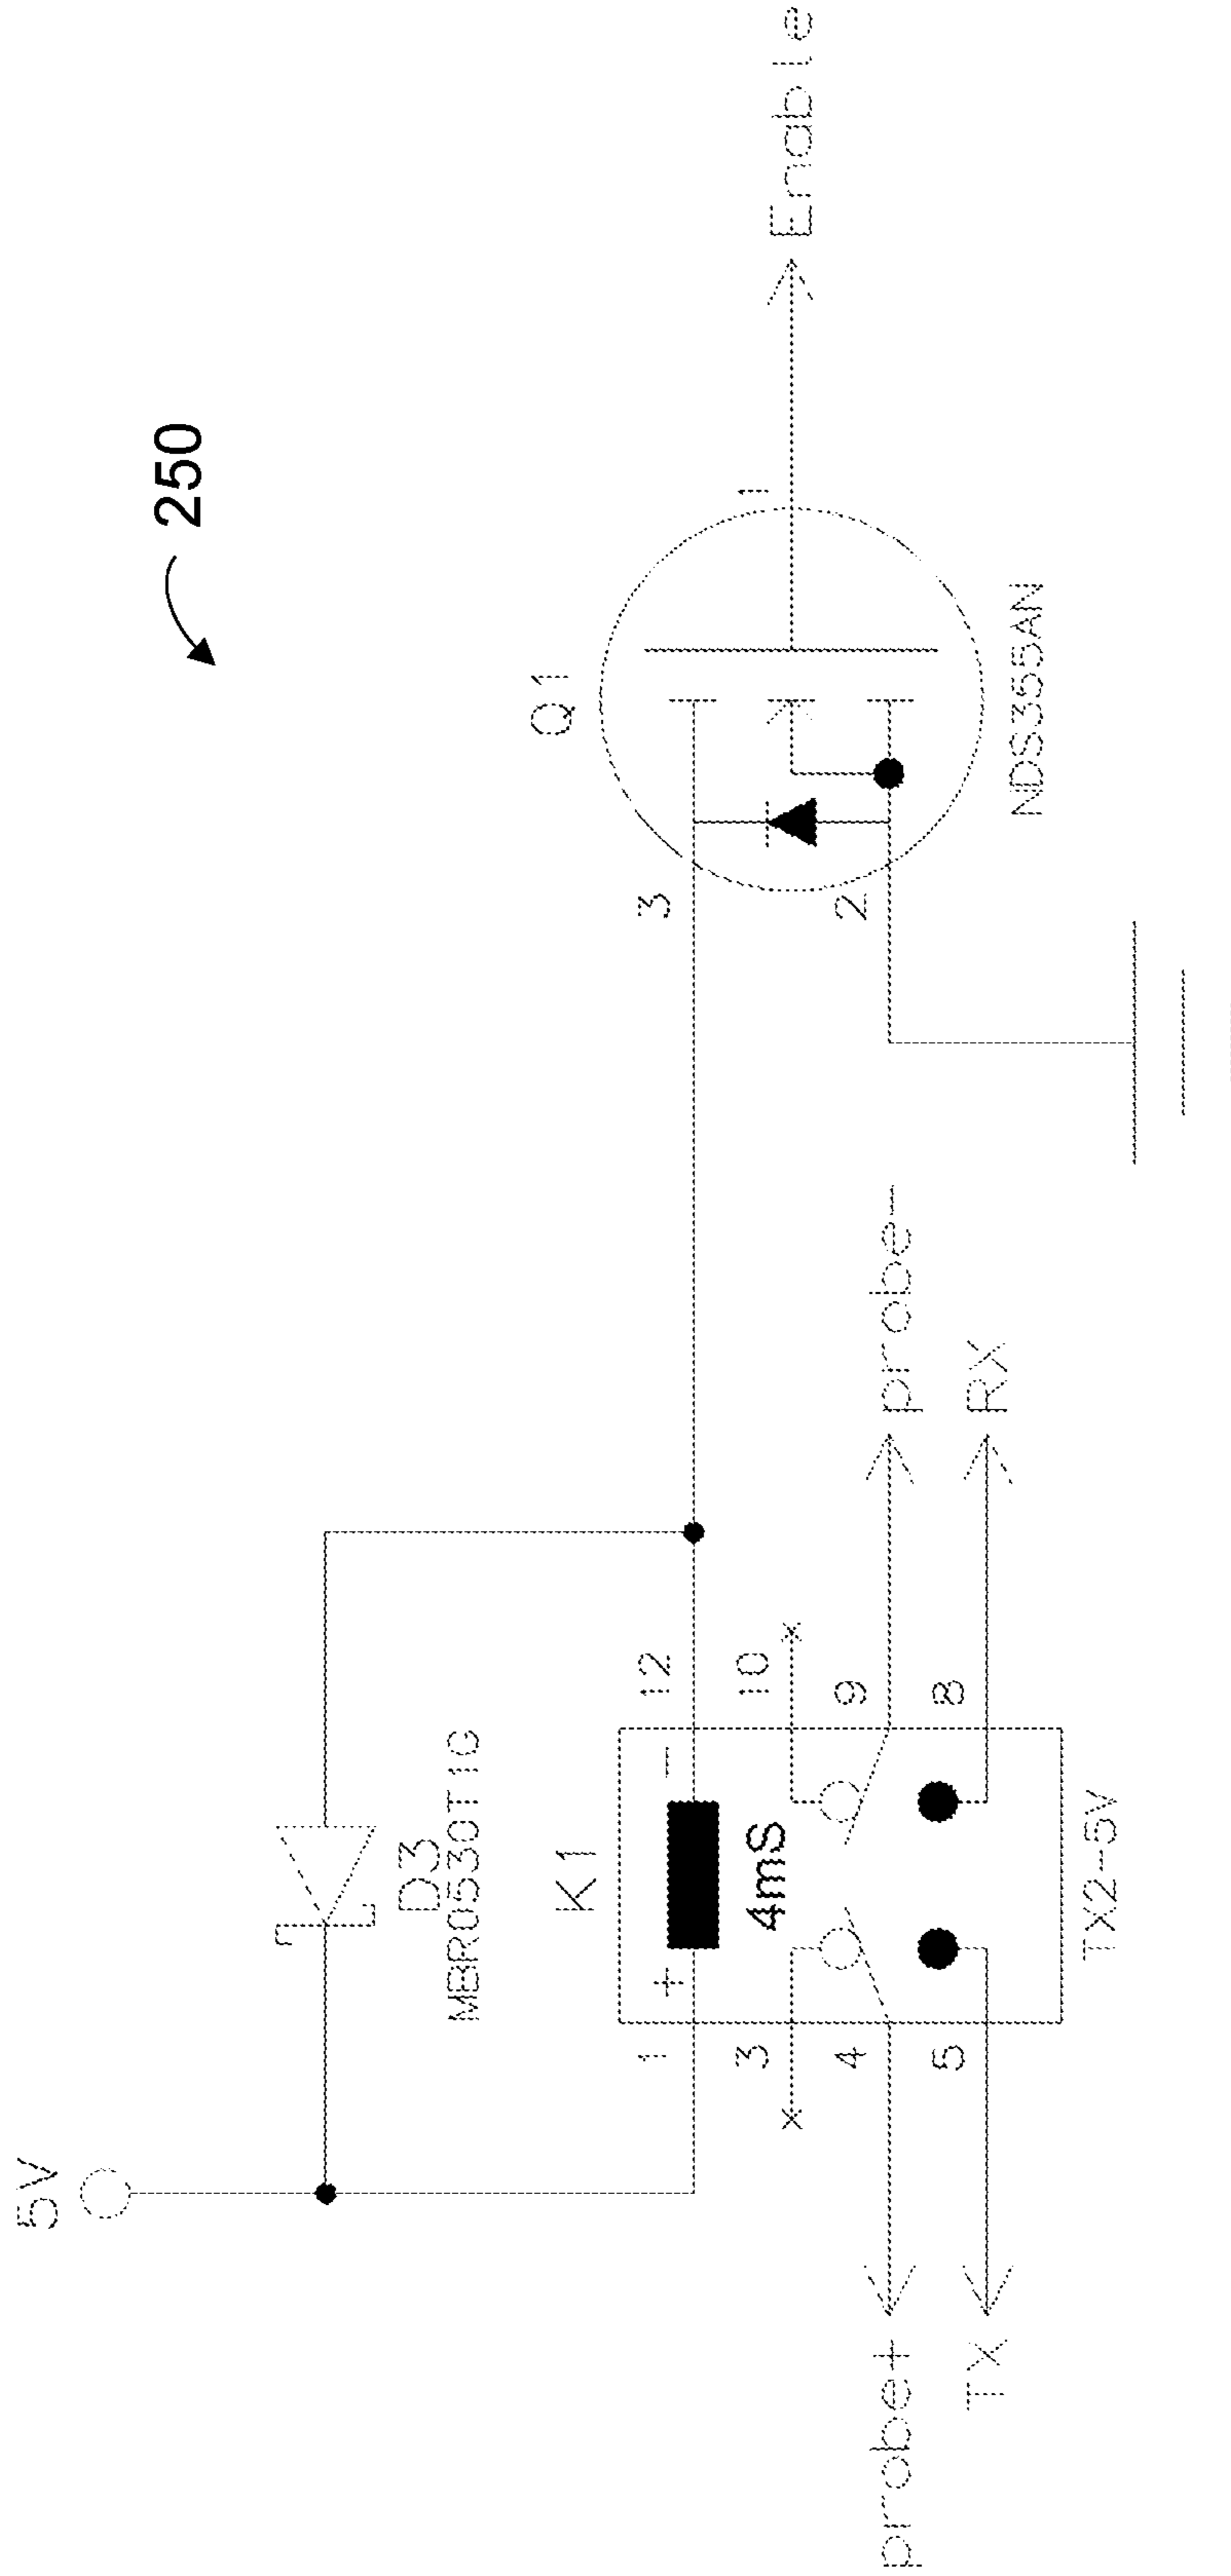 250
5V
D3
MBR0530T1G
K1
+
-
4mS
1
12
3
10
4
9
5
8
TX2-5V
probe+
TX
probe-
RX
Q1
3
2
1
NDS355AN
Enable